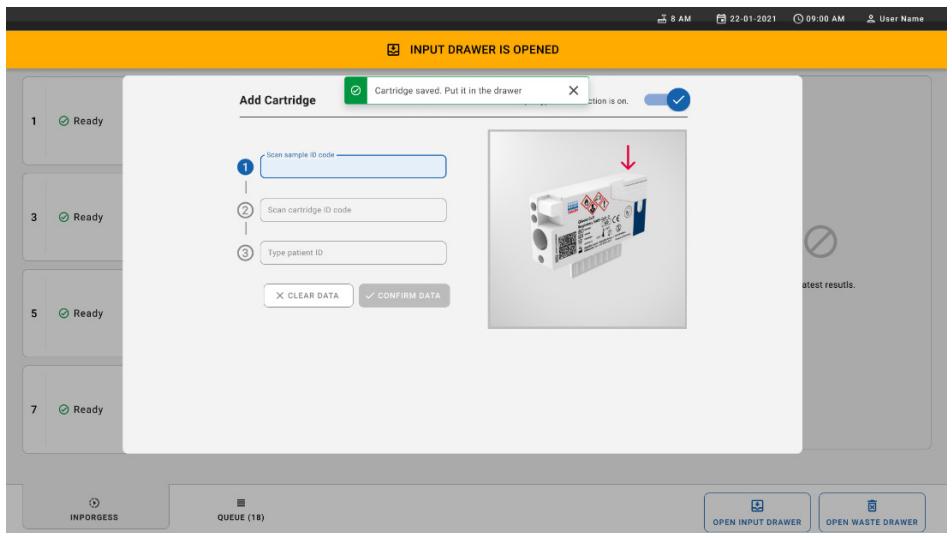 8 AM 22-01-2021 09:00 AM User Name
INPUT DRAWER IS OPENED
Cartridge saved. Put it in the drawer
Add Cartridge
ction is on.
1 Ready
Scan sample ID code
1
2 Scan cartridge ID code
3 Type patient ID
CLEAR DATA CONFIRM DATA
3 Ready
5 Ready
7 Ready
atest resutls.
INPORGESS
QUEUE (18)
OPEN INPUT DRAWER
OPEN WASTE DRAWER